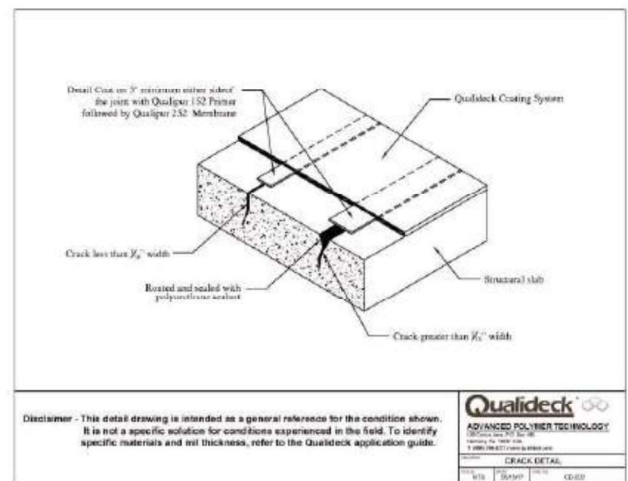 Detail Coat on 3" minimum either side of
the joint with Qualipur 152 Primer
followed by Qualipur 252 Membrane
Qualideck Coating System
Crack less than 1/16" width
Routed and sealed with
polyurethane sealant
Structural slab
Crack greater than 1/16" width
Disclaimer - This detail drawing is intended as a general reference for the condition shown.
It is not a specific solution for conditions experienced in the field. To identify
specific materials and mil thickness, refer to the Qualideck application guide.
Qualideck
ADVANCED POLYMER TECHNOLOGY
CRACK DETAIL
NTS